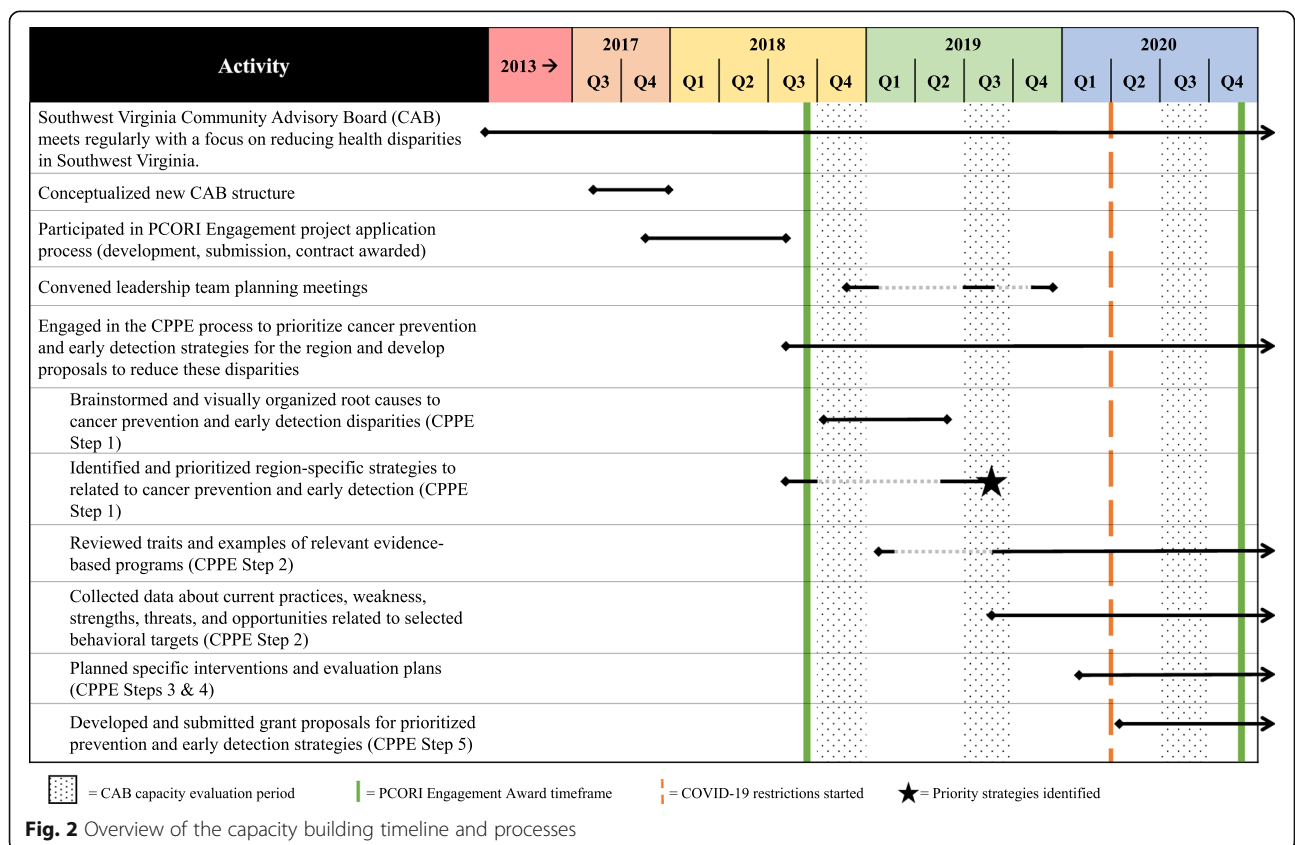 Activity
2013 →
2017
2018
2019
2020
Q3 Q4 Q1 Q2 Q3 Q4 Q1 Q2 Q3 Q4 Q1 Q2 Q3 Q4
Southwest Virginia Community Advisory Board (CAB)
meets regularly with a focus on reducing health disparities
in Southwest Virginia.
Conceptualized new CAB structure
Participated in PCORI Engagement project application
process (development, submission, contract awarded)
Convened leadership team planning meetings
Engaged in the CPPE process to prioritize cancer prevention
and early detection strategies for the region and develop
proposals to reduce these disparities
Brainstormed and visually organized root causes to
cancer prevention and early detection disparities (CPPE
Step 1)
Identified and prioritized region-specific strategies to
related to cancer prevention and early detection (CPPE
Step 1)
Reviewed traits and examples of relevant evidence-
based programs (CPPE Step 2)
Collected data about current practices, weakness,
strengths, threats, and opportunities related to selected
behavioral targets (CPPE Step 2)
Planned specific interventions and evaluation plans
(CPPE Steps 3 & 4)
Developed and submitted grant proposals for prioritized
prevention and early detection strategies (CPPE Step 5)
= CAB capacity evaluation period
= PCORI Engagement Award timeframe
= COVID-19 restrictions started
= Priority strategies identified
Fig. 2 Overview of the capacity building timeline and processes